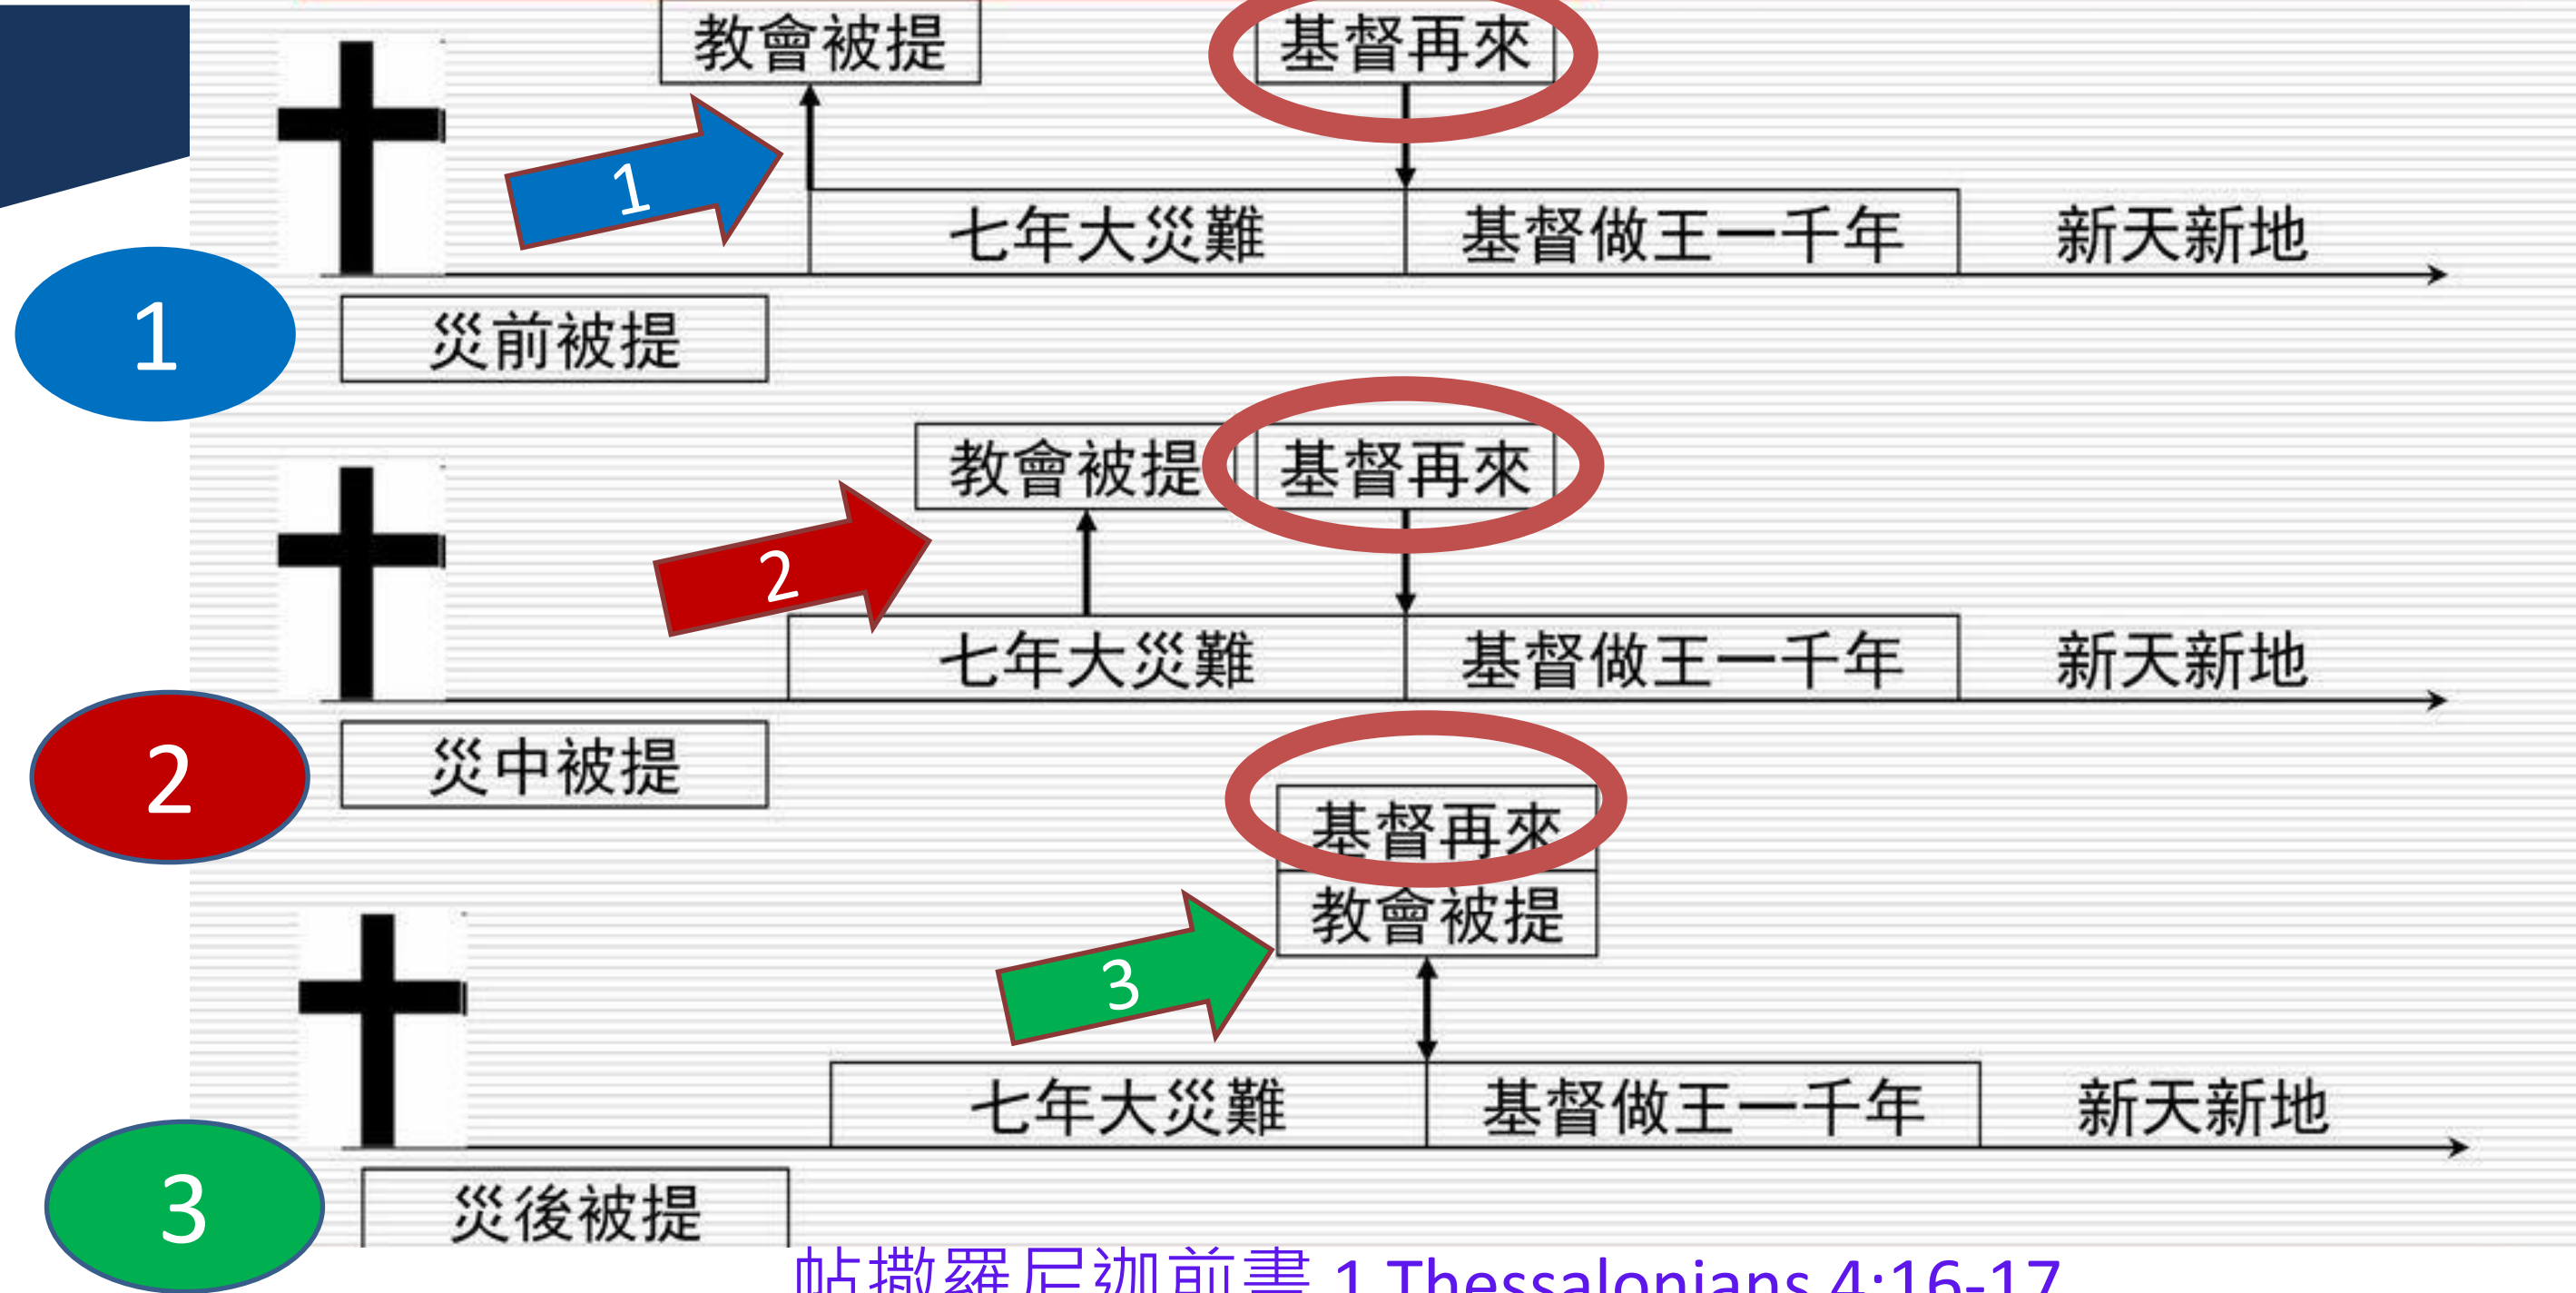 教會被提
基督再來
1
七年大災難
基督做王一千年
新天新地
1
災前被提
教會被提
基督再來
2
七年大災難
基督做王一千年
新天新地
2
災中被提
基督再來
教會被提
3
七年大災難
基督做王一千年
新天新地
3
災後被提
帖撒羅尼迦前書 1 Thessalonians 4:16-17